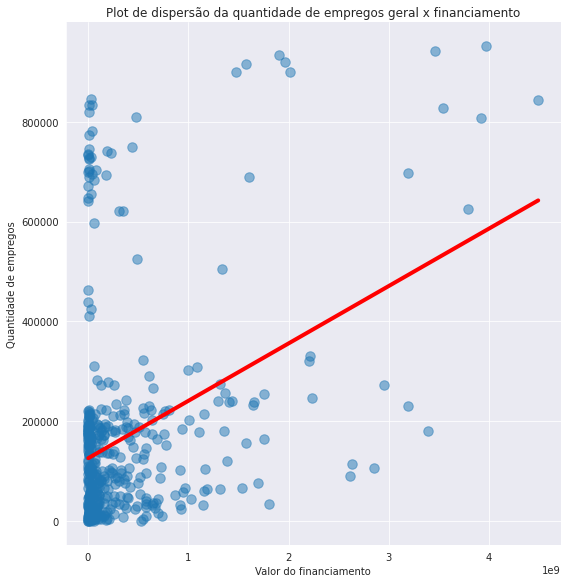 Plot de dispersão da quantidade de empregos geral x financiamento
Quantidade de empregos
800000
600000
400000
200000
0
0 1 2 3 4
1e9
Valor do financiamento